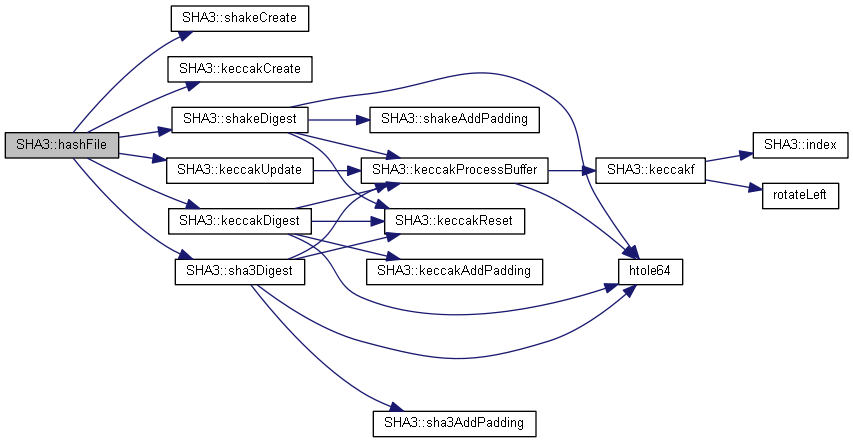 SHA3::shakeCreate
SHA3::keccakCreate
SHA3::shakeDigest
SHA3::shakeAddPadding
SHA3::hashFile
SHA3::index
SHA3::keccakUpdate
SHA3::keccakProcessBuffer
SHA3::keccakf
rotateLeft
SHA3::keccakDigest
SHA3::keccakReset
SHA3::sha3Digest
SHA3::keccakAddPadding
htole64
SHA3::sha3AddPadding